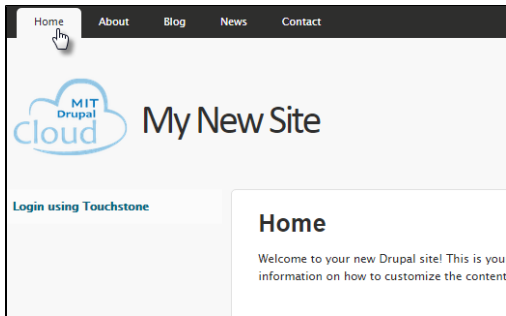 Home About Blog News Contact
MIT
Drupal
Cloud
My New Site
Login using Touchstone
Home
Welcome to your new Drupal site! This is you
information on how to customize the content